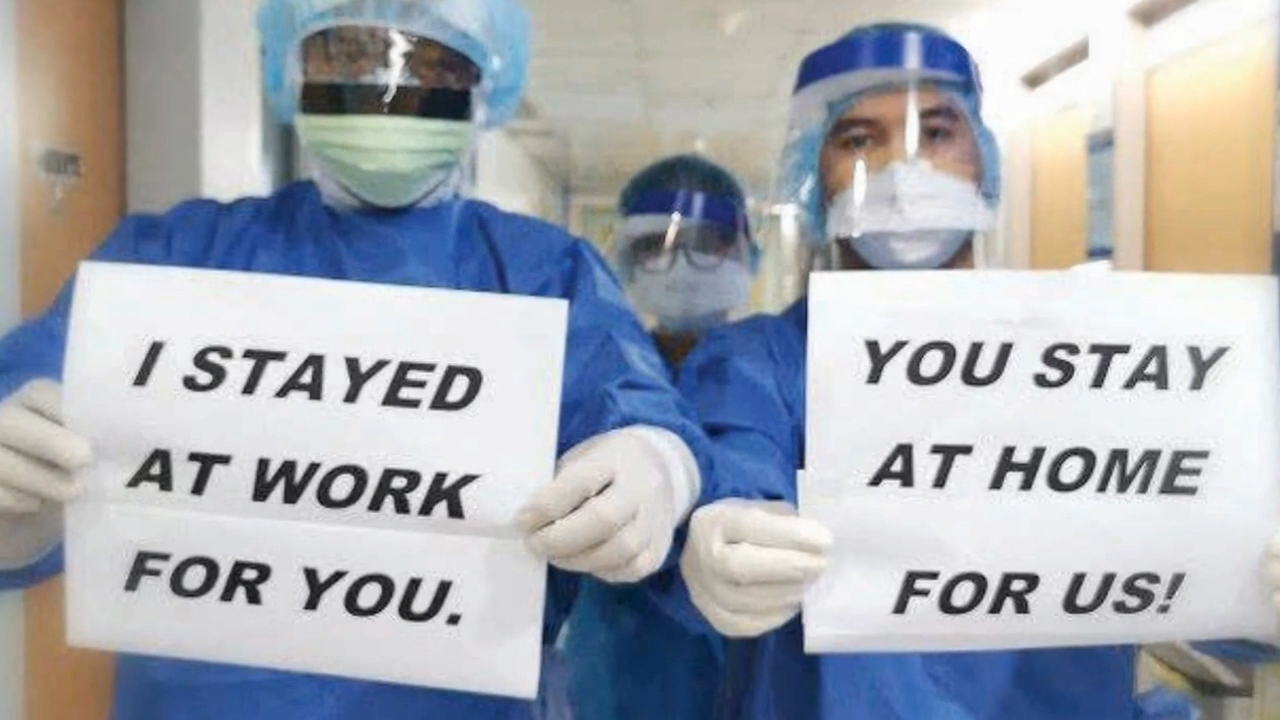 I STAYED
AT WORK
FOR YOU.
YOU STAY
AT HOME
FOR US!